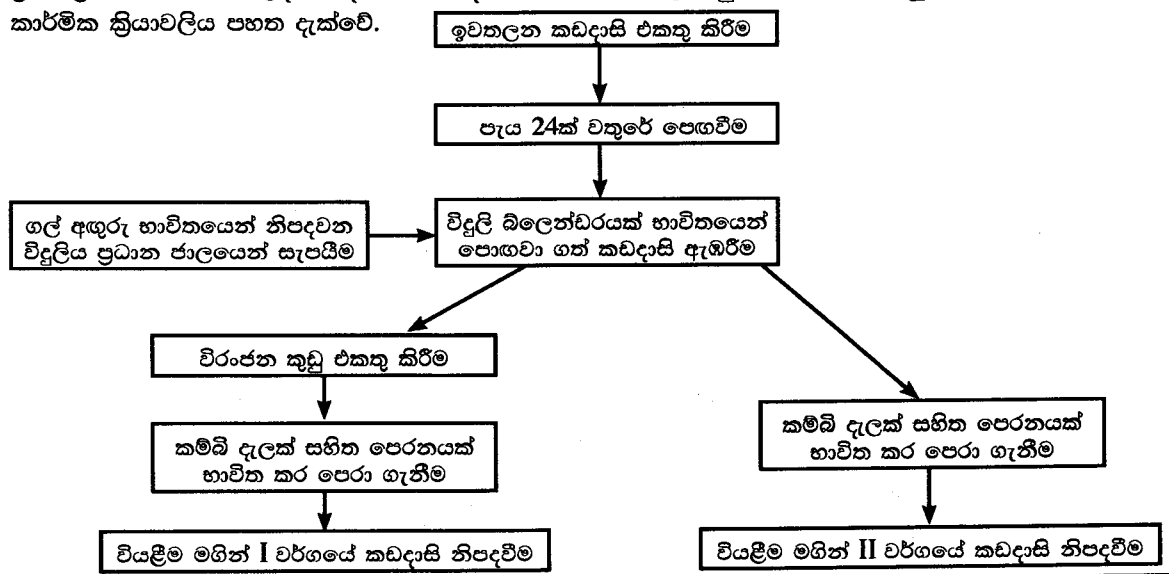 කාර්මික ක්‍රියාවලිය පහත දැක්වේ.
ඉවතලන කඩදාසි එකතු කිරීම
පැය 24ක් වතුරේ පෙඟවීම
ගල් අඟුරු භාවිතයෙන් නිපදවන
විදුලිය ප්‍රධාන ජාලයෙන් සැපයීම
විදුලි බ්ලෙන්ඩරයක් භාවිතයෙන්
පොඟවා ගත් කඩදාසි ඇඹරීම
විරංජන කුඩු එකතු කිරීම
කම්බි දැලක් සහිත පෙරනයක්
භාවිත කර පෙරා ගැනීම
වියළීම මගින් I වර්ගයේ කඩදාසි නිපදවීම
කම්බි දැලක් සහිත පෙරනයක්
භාවිත කර පෙරා ගැනීම
වියළීම මගින් II වර්ගයේ කඩදාසි නිපදවීම